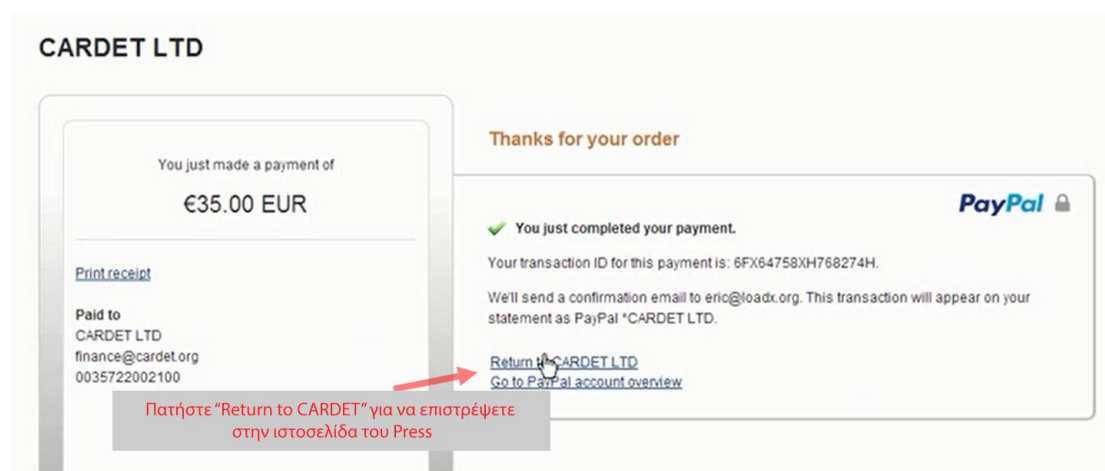 CARDET LTD
You just made a payment of
€35.00 EUR
Print receipt
Paid to
CARDET LTD
finance@cardet.org
0035722002100
Thanks for your order
PayPal
You just completed your payment.
Your transaction ID for this payment is: 6FX64758XH768274H.
We'll send a confirmation email to eric@loadx.org. This transaction will appear on your
statement as PayPal *CARDET LTD.
Return to CARDET LTD
Go to PayPal account overview
Πατήστε “Return to CARDET” για να επιστρέψετε
στην ιστοσελίδα του Press